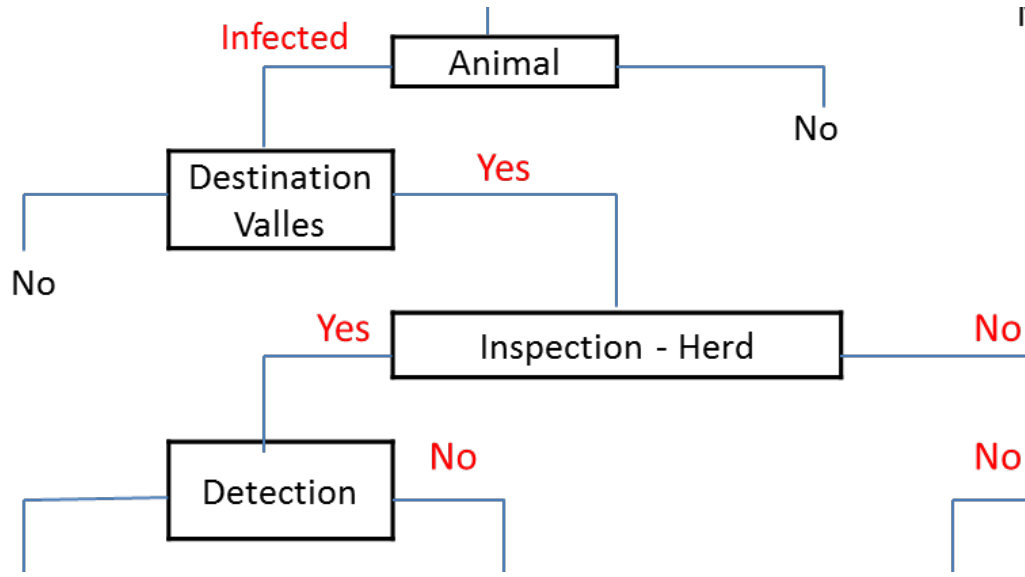 Infected
Animal
No
Destination
Valles
Yes
No
Yes
Inspection - Herd
No
Detection
No
No